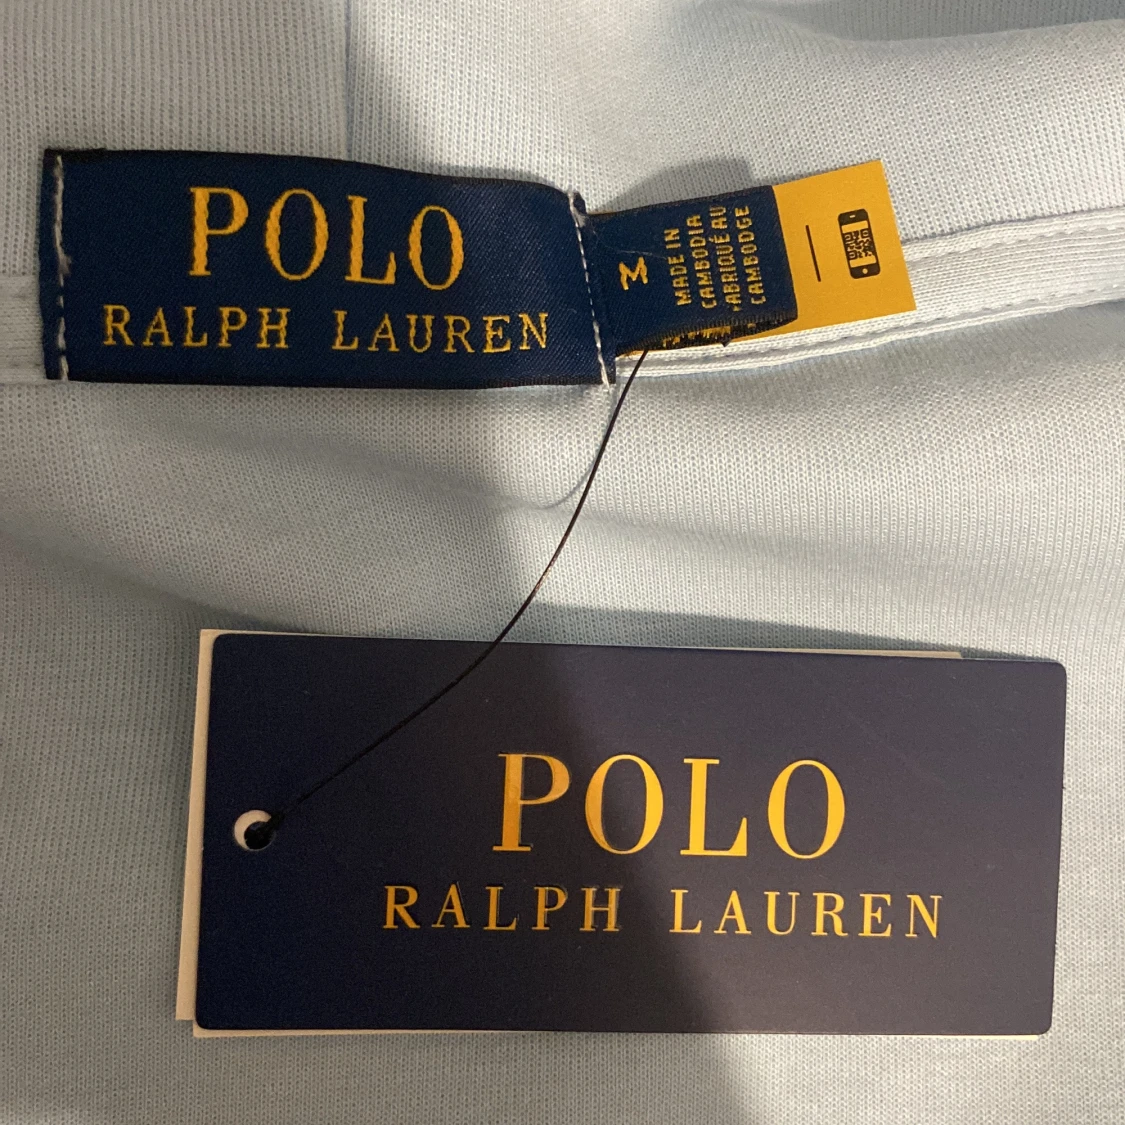 POLO
RALPH LAUREN
M
MADE IN
CAMBODIA
FABRIQUÉ AU
CAMBODGE
POLO
RALPH LAUREN